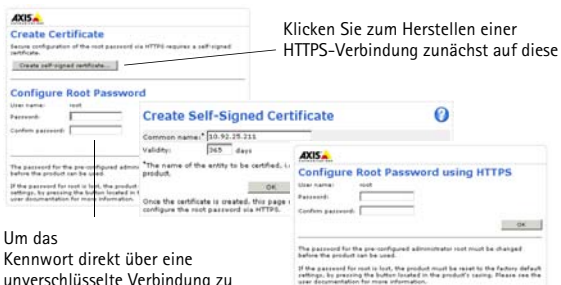 AXIS
Create Certificate
Secure configuration of the root password via HTTPS requires a self-signed
certificate.
Create self-signed certificate...
Configure Root Password
User name: root
Password:
Confirm password:
The password for the pre-configured admin
before the product can be used.
If the password for root is lost, the product
settings, by pressing the button located in t
user documentation for more information.
Klicken Sie zum Herstellen einer
HTTPS-Verbindung zunächst auf diese
Create Self-Signed Certificate
Common name:* 10.92.25.211
Validity: 365 days
*The name of the entity to be certified, i.
product.
OK
Once the certificate is created, this page
configure the root password via HTTPS.
AXIS
Configure Root Password using HTTPS
User name: root
Password:
Confirm password:
OK
The password for the pre-configured administrator root must be changed
before the product can be used.
If the password for root is lost, the product must be reset to the factory default
settings, by pressing the button located in the product's casing. Please see the
user documentation for more information.
Um das
Kennwort direkt über eine
unverschlüsselte Verbindung zu